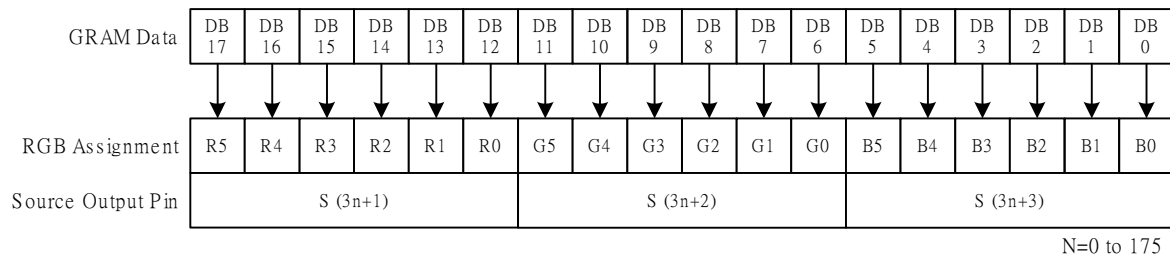 GRAM Data DB 17 DB 16 DB 15 DB 14 DB 13 DB 12 DB 11 DB 10 DB 9 DB 8 DB 7 DB 6 DB 5 DB 4 DB 3 DB 2 DB 1 DB 0
RGB Assignment R5 R4 R3 R2 R1 R0 G5 G4 G3 G2 G1 G0 B5 B4 B3 B2 B1 B0
Source Output Pin S (3n+1) S (3n+2) S (3n+3)
N=0 to 175